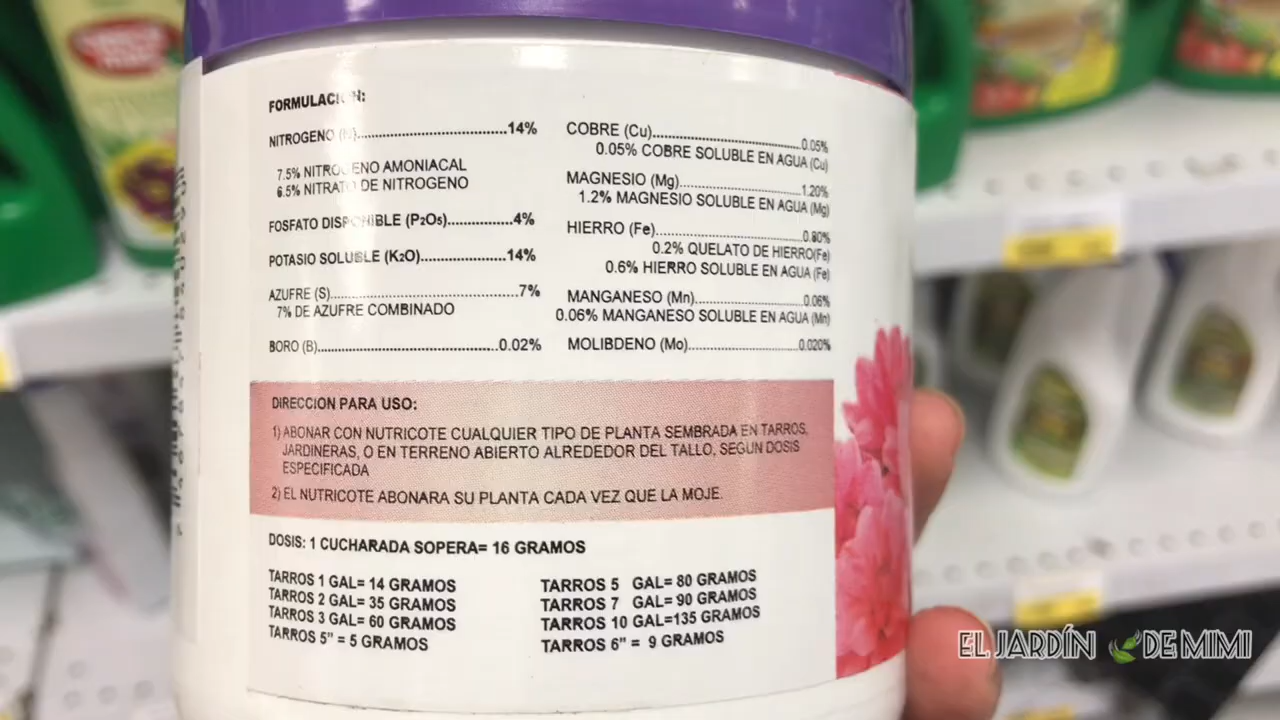 FORMULACION:
NITROGENO (N)..............................14%
7.5% NITROGENO AMONIACAL
6.5% NITRATO DE NITROGENO
FOSFATO DISPONIBLE (P2O5)..............4%
POTASIO SOLUBLE (K2O)...................14%
AZUFRE (S)......................................7%
7% DE AZUFRE COMBINADO
BORO (B)......................................0.02%
COBRE (Cu)..............................0.05%
0.05% COBRE SOLUBLE EN AGUA (Cu)
MAGNESIO (Mg)........................1.20%
1.2% MAGNESIO SOLUBLE EN AGUA (Mg)
HIERRO (Fe)..............................0.80%
0.2% QUELATO DE HIERRO(Fe)
0.6% HIERRO SOLUBLE EN AGUA (Fe)
MANGANESO (Mn)......................0.06%
0.06% MANGANESO SOLUBLE EN AGUA (Mn)
MOLIBDENO (Mo)......................0.020%
DIRECCION PARA USO:
1) ABONAR CON NUTRICOTE CUALQUIER TIPO DE PLANTA SEMBRADA EN TARROS,
JARDINERAS, O EN TERRENO ABIERTO ALREDEDOR DEL TALLO, SEGUN DOSIS
ESPECIFICADA
2) EL NUTRICOTE ABONARA SU PLANTA CADA VEZ QUE LA MOJE.
DOSIS: 1 CUCHARADA SOPERA= 16 GRAMOS
TARROS 1 GAL= 14 GRAMOS
TARROS 2 GAL= 35 GRAMOS
TARROS 3 GAL= 60 GRAMOS
TARROS 5" = 5 GRAMOS
TARROS 5 GAL= 80 GRAMOS
TARROS 7 GAL= 90 GRAMOS
TARROS 10 GAL=135 GRAMOS
TARROS 6" = 9 GRAMOS
EL JARDÍN DE MIMI